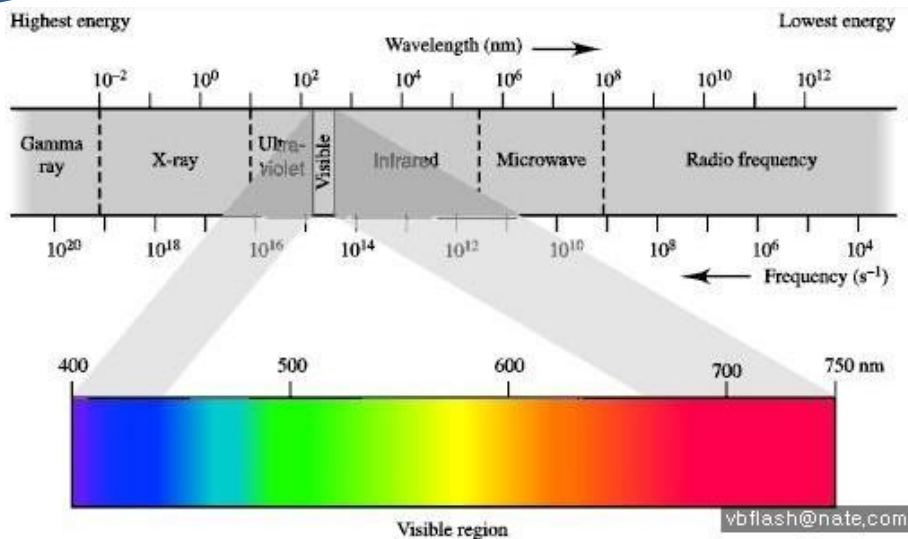 Highest energy
Lowest energy
Wavelength (nm)
10⁻² 10⁰ 10² 10⁴ 10⁶ 10⁸ 10¹⁰ 10¹²
Gamma ray
X-ray
Ultra-violet
Visible
Infrared
Microwave
Radio frequency
10²⁰ 10¹⁸ 10¹⁶ 10¹⁴ 10¹² 10¹⁰ 10⁸ 10⁶ 10⁴
Frequency (s⁻¹)
400 500 600 700 750 nm
Visible region
vbflash@nate,com